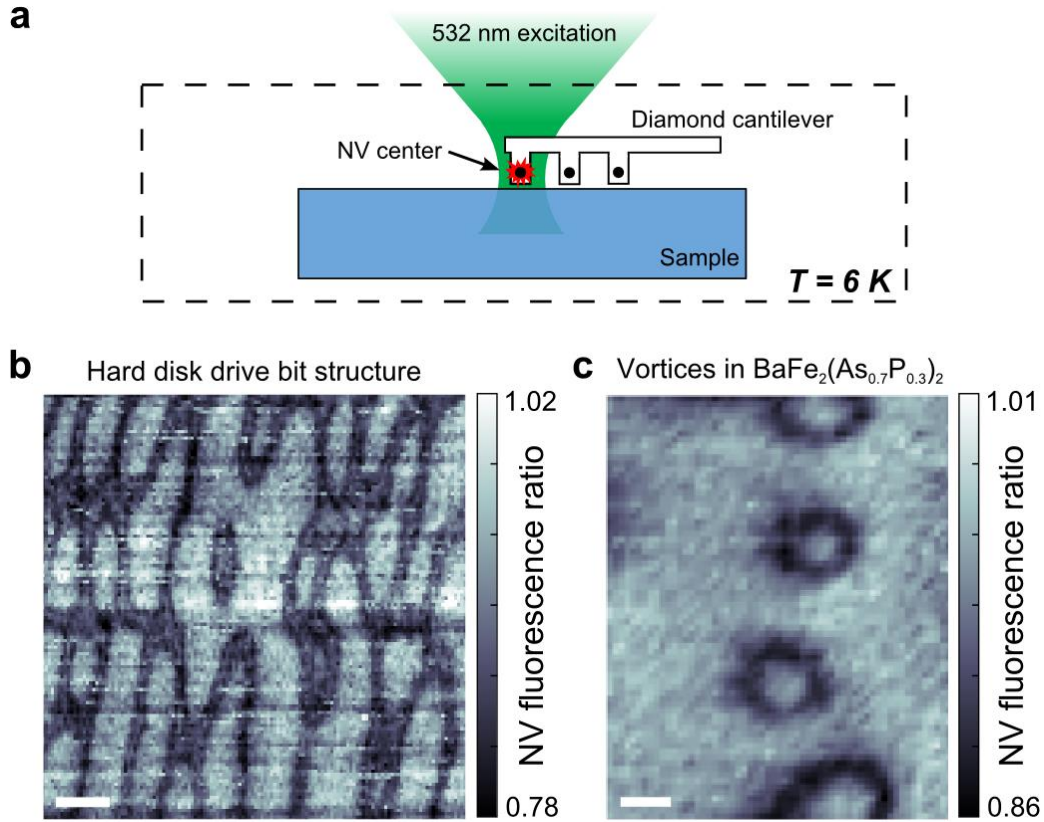 a
532 nm excitation
Diamond cantilever
NV center
Sample
T = 6 K
b
Hard disk drive bit structure
1.02
NV fluorescence ratio
0.78
c
Vortices in BaFe₂(As₀.₇P₀.₃)₂
1.01
NV fluorescence ratio
0.86